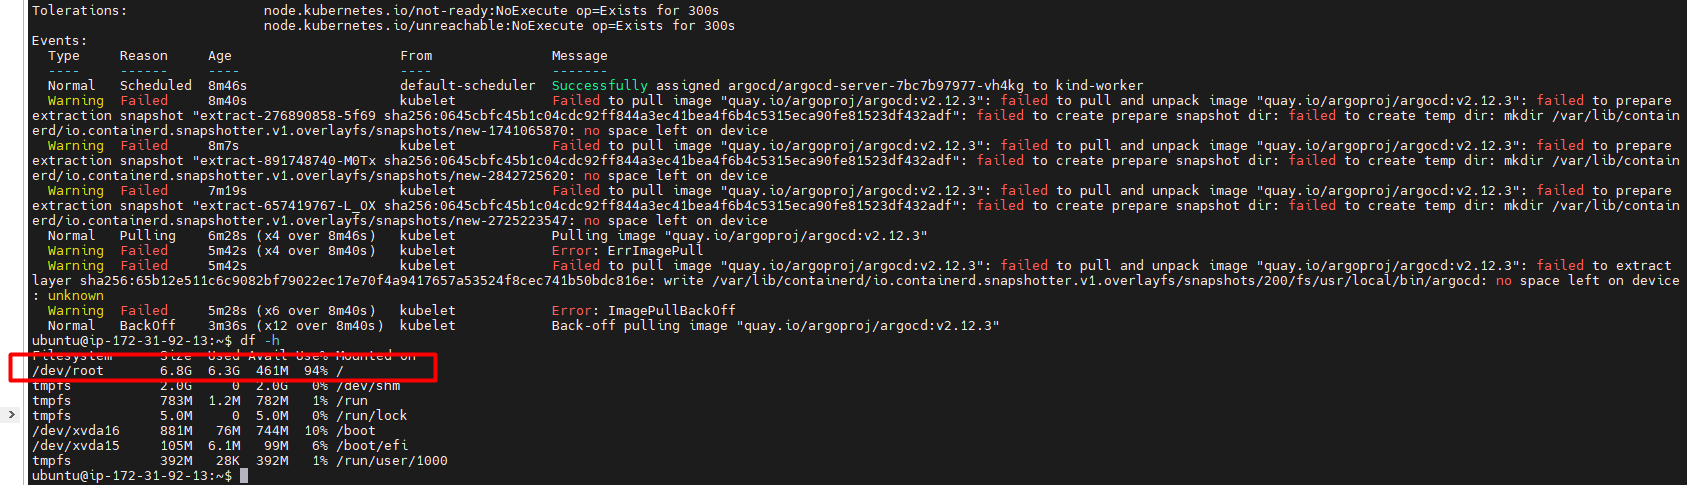 Tolerations:                 node.kubernetes.io/not-ready:NoExecute op=Exists for 300s
                             node.kubernetes.io/unreachable:NoExecute op=Exists for 300s
Events:
  Type     Reason     Age                    From               Message
  ----     ------     ----                   ----               -------
  Normal   Scheduled  8m46s                  default-scheduler  Successfully assigned argocd/argocd-server-7bc7b97977-vh4kg to kind-worker
  Warning  Failed     8m40s                  kubelet            Failed to pull image "quay.io/argoproj/argocd:v2.12.3": failed to pull and unpack image "quay.io/argoproj/argocd:v2.12.3": failed to prepare
extraction snapshot "extract-276890858-5f69 sha256:0645cbfc45b1c04cdc92ff844a3ec41bea4f6b4c5315eca90fe81523df432adf": failed to create prepare snapshot dir: failed to create temp dir: mkdir /var/lib/contain
erd/io.containerd.snapshotter.v1.overlayfs/snapshots/new-1741065870: no space left on device
  Warning  Failed     8m7s                   kubelet            Failed to pull image "quay.io/argoproj/argocd:v2.12.3": failed to pull and unpack image "quay.io/argoproj/argocd:v2.12.3": failed to prepare
extraction snapshot "extract-891748740-M0Tx sha256:0645cbfc45b1c04cdc92ff844a3ec41bea4f6b4c5315eca90fe81523df432adf": failed to create prepare snapshot dir: failed to create temp dir: mkdir /var/lib/contain
erd/io.containerd.snapshotter.v1.overlayfs/snapshots/new-2842725620: no space left on device
  Warning  Failed     7m19s                  kubelet            Failed to pull image "quay.io/argoproj/argocd:v2.12.3": failed to pull and unpack image "quay.io/argoproj/argocd:v2.12.3": failed to prepare
extraction snapshot "extract-657419767-L_OX sha256:0645cbfc45b1c04cdc92ff844a3ec41bea4f6b4c5315eca90fe81523df432adf": failed to create prepare snapshot dir: failed to create temp dir: mkdir /var/lib/contain
erd/io.containerd.snapshotter.v1.overlayfs/snapshots/new-2725223547: no space left on device
  Normal   Pulling    6m28s (x4 over 8m46s)  kubelet            Pulling image "quay.io/argoproj/argocd:v2.12.3"
  Warning  Failed     5m42s (x4 over 8m40s)  kubelet            Error: ErrImagePull
  Warning  Failed     5m42s                  kubelet            Failed to pull image "quay.io/argoproj/argocd:v2.12.3": failed to pull and unpack image "quay.io/argoproj/argocd:v2.12.3": failed to extract
layer sha256:65b12e511c6c9082bf79022ec17e70f4a9417657a53524f8cec741b50bdc816e: write /var/lib/containerd/io.containerd.snapshotter.v1.overlayfs/snapshots/200/fs/usr/local/bin/argocd: no space left on device
: unknown
  Warning  Failed     5m28s (x6 over 8m40s)  kubelet            Error: ImagePullBackOff
  Normal   BackOff    3m36s (x12 over 8m40s)  kubelet            Back-off pulling image "quay.io/argoproj/argocd:v2.12.3"
ubuntu@ip-172-31-92-13:~$ df -h
Filesystem      Size  Used Avail Use% Mounted on
/dev/root       6.8G  6.3G  461M  94% /
tmpfs           2.0G     0  2.0G   0% /dev/shm
tmpfs           783M  1.2M  782M   1% /run
tmpfs           5.0M     0  5.0M   0% /run/lock
/dev/xvda16     881M   76M  744M  10% /boot
/dev/xvda15     105M  6.1M   99M   6% /boot/efi
tmpfs           392M   28K  392M   1% /run/user/1000
ubuntu@ip-172-31-92-13:~$